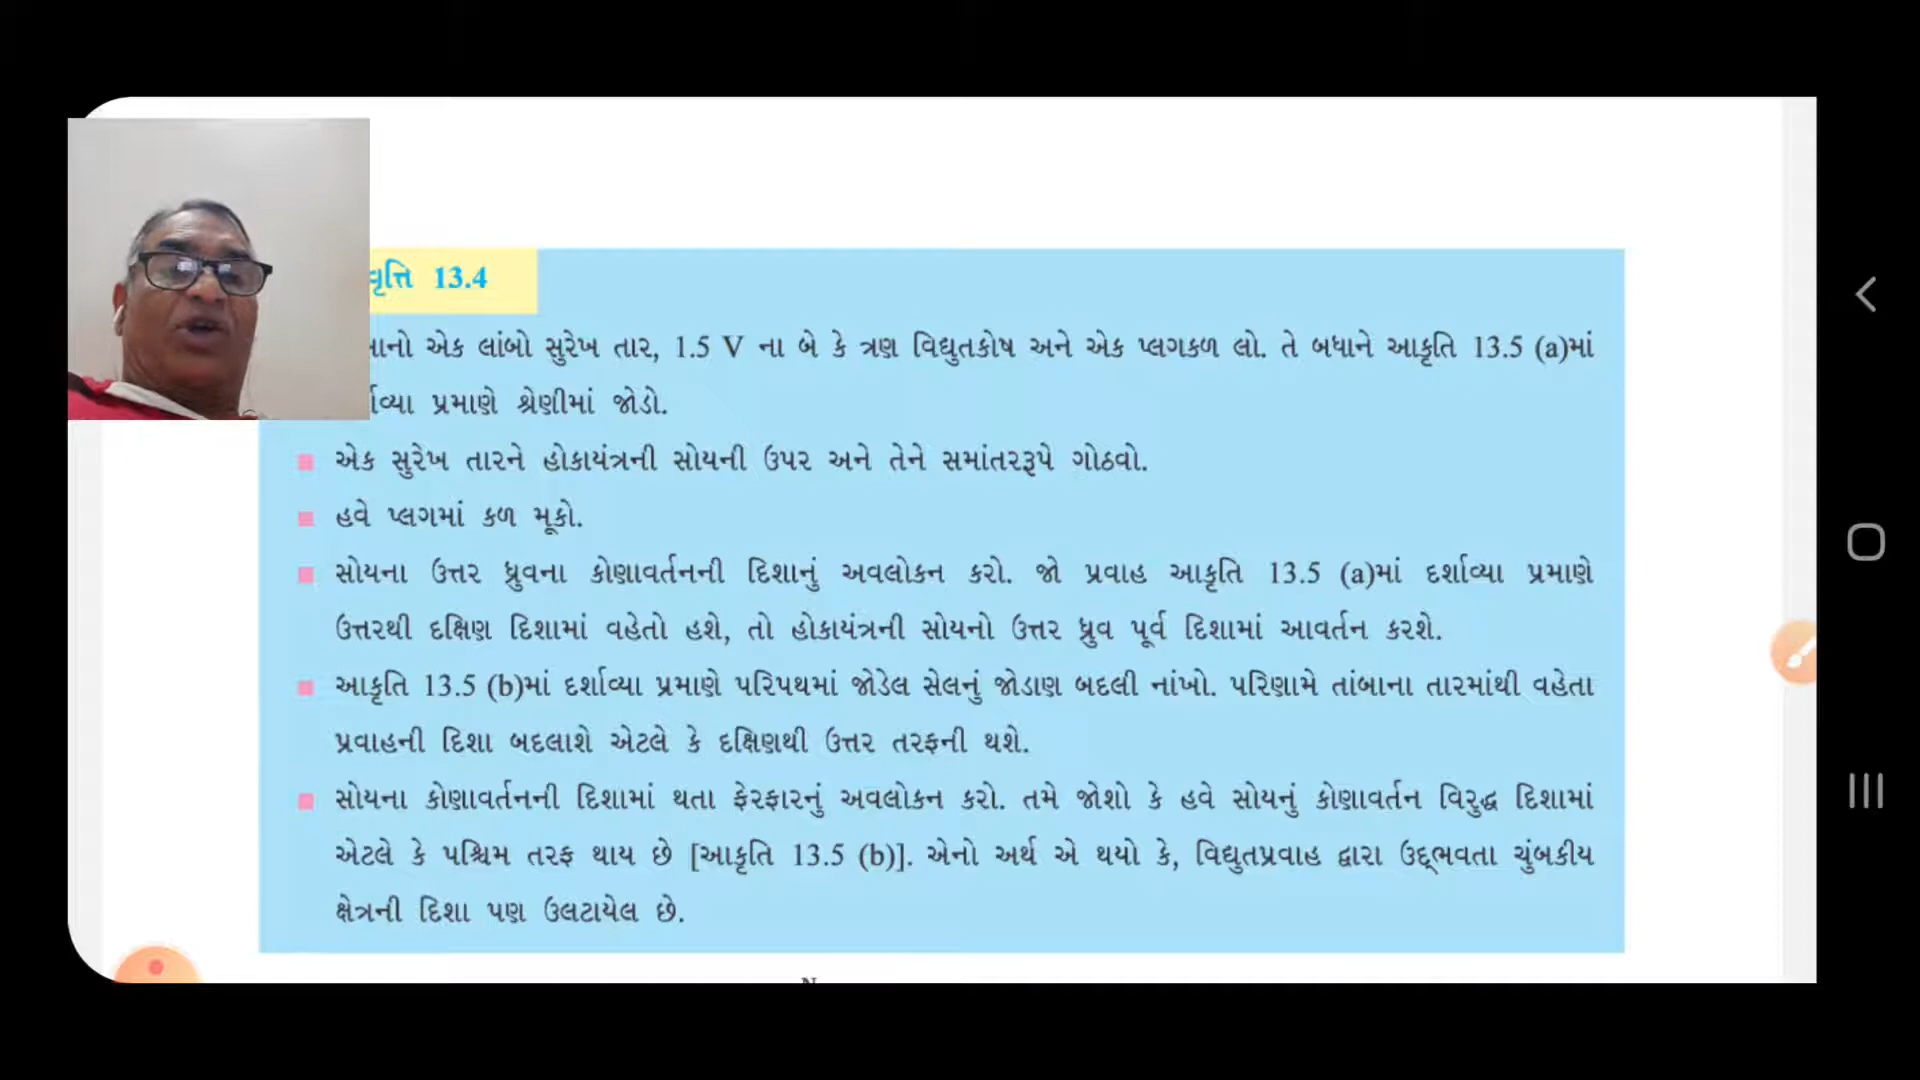 વૃત્તિ 13.4
એક લાંબો સુરેખ તાર, 1.5 V ના બે કે ત્રણ વિદ્યુતકોષ અને એક પ્લગકળ લો. તે બધાને આકૃતિ 13.5 (a)માં
પ્રમાણે શ્રેણીમાં જોડો.
એક સુરેખ તારને હોકાયંત્રની સોયની ઉપર અને તેને સમાંતરરૂપે ગોઠવો.
હવે પ્લગમાં કળ મૂકો.
સોયના ઉત્તર ધ્રુવના કોણાવર્તનની દિશાનું અવલોકન કરો. જો પ્રવાહ આકૃતિ 13.5 (a)માં દર્શાવ્યા પ્રમાણે
ઉત્તરથી દક્ષિણ દિશામાં વહેતો હશે, તો હોકાયંત્રની સોયનો ઉત્તર ધ્રુવ પૂર્વ દિશામાં આવર્તન કરશે.
આકૃતિ 13.5 (b)માં દર્શાવ્યા પ્રમાણે પરિપથમાં જોડેલ સેલનું જોડાણ બદલી નાંખો. પરિણામે તાંબાના તારમાંથી વહેતા
પ્રવાહની દિશા બદલાશે એટલે કે દક્ષિણથી ઉત્તર તરફની થશે.
સોયના કોણાવર્તનની દિશામાં થતા ફેરફારનું અવલોકન કરો. તમે જોશો કે હવે સોયનું કોણાવર્તન વિરુદ્ધ દિશામાં
એટલે કે પશ્ચિમ તરફ થાય છે [આકૃતિ 13.5 (b)]. એનો અર્થ એ થયો કે, વિદ્યુતપ્રવાહ દ્વારા ઉદ્ભવતા ચુંબકીય
ક્ષેત્રની દિશા પણ ઉલટાયેલ છે.